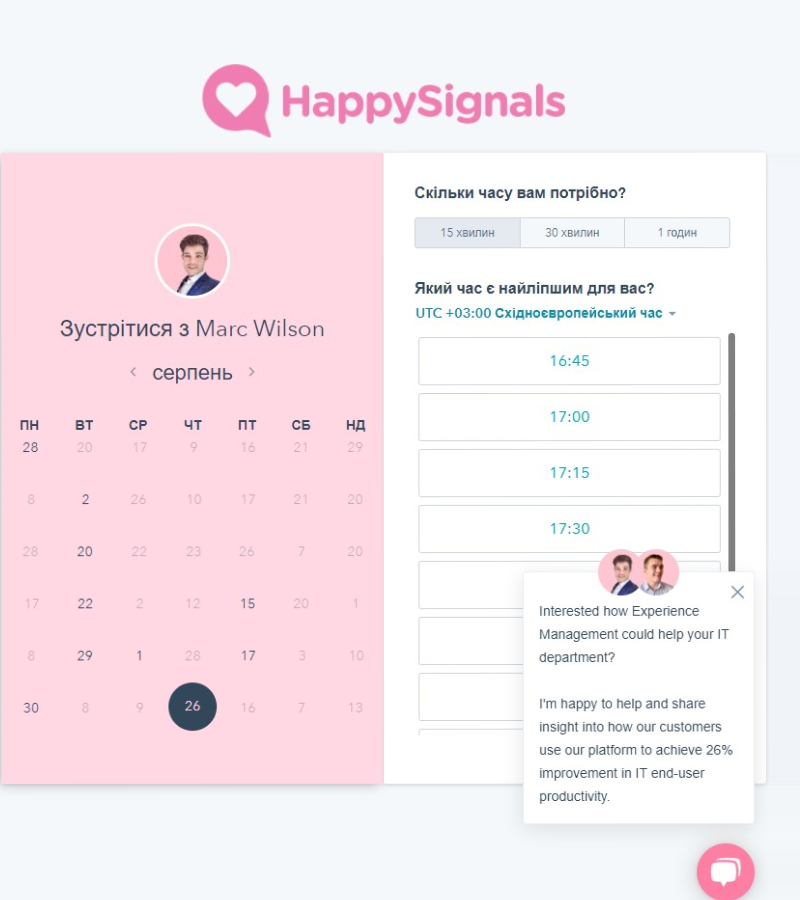 HappySignals
Зустрітися з Marc Wilson
серпень
ПН ВТ СР ЧТ ПТ СБ НД
28 20 17 9 16 21 29
8 2 26 10 17 21 20
28 20 22 23 26 7 20
17 22 2 12 15 20 1
8 29 1 28 17 3 10
30 8 9 26 16 7 13
Скільки часу вам потрібно?
15 хвилин 30 хвилин 1 годин
Який час є найліпшим для вас?
UTC +03:00 Східноєвропейський час
16:45
17:00
17:15
17:30
Interested how Experience
Management could help your IT
department?
I'm happy to help and share
insight into how our customers
use our platform to achieve 26%
improvement in IT end-user
productivity.